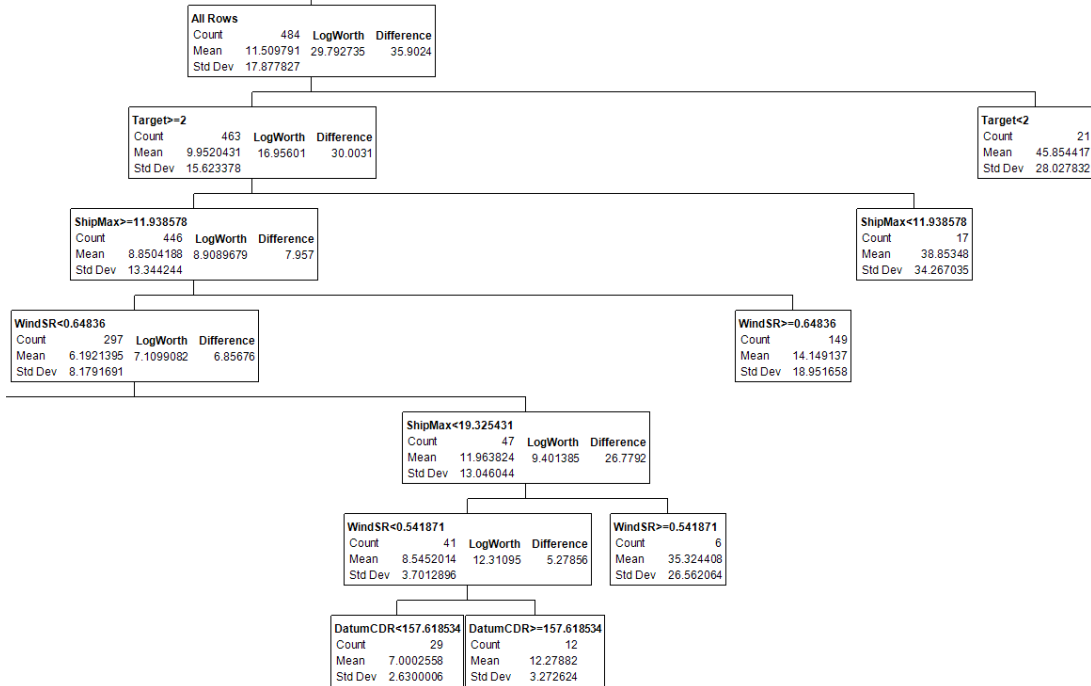 All Rows
Count 484 LogWorth Difference
Mean 11.509791 29.792735 35.9024
Std Dev 17.877827
Target>=2
Count 463 LogWorth Difference
Mean 9.9520431 16.95601 30.0031
Std Dev 15.623378
Target<2
Count 21
Mean 45.854417
Std Dev 28.027832
ShipMax>=11.938578
Count 446 LogWorth Difference
Mean 8.8504188 8.9089679 7.957
Std Dev 13.344244
ShipMax<11.938578
Count 17
Mean 38.85348
Std Dev 34.267035
WindSR<0.64836
Count 297 LogWorth Difference
Mean 6.1921395 7.1099082 6.85676
Std Dev 8.1791691
WindSR>=0.64836
Count 149
Mean 14.149137
Std Dev 18.951658
ShipMax<19.325431
Count 47 LogWorth Difference
Mean 11.963824 9.401385 26.7792
Std Dev 13.046044
WindSR<0.541871
Count 41 LogWorth Difference
Mean 8.5452014 12.31095 5.27856
Std Dev 3.7012896
WindSR>=0.541871
Count 6
Mean 35.324408
Std Dev 26.562064
DatumCDR<157.618534
Count 29
Mean 7.0002558
Std Dev 2.6300006
DatumCDR>=157.618534
Count 12
Mean 12.27882
Std Dev 3.272624